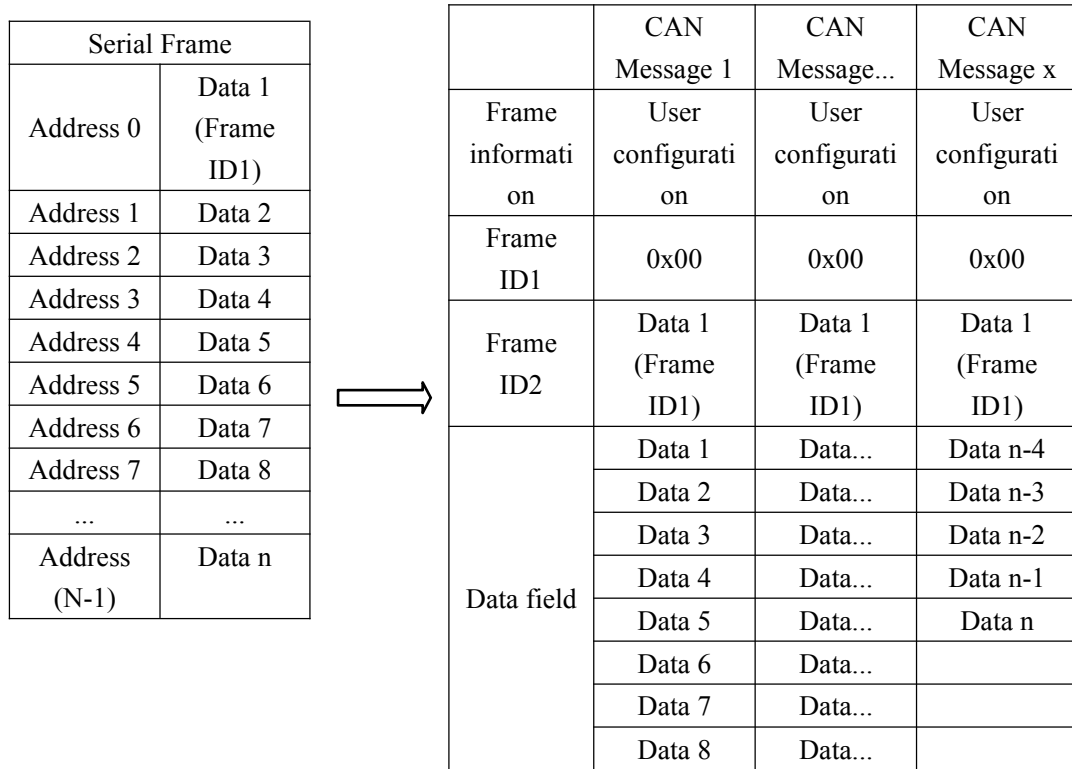 Serial Frame
Address 0
Data 1
(Frame
ID1)
Address 1 Data 2
Address 2 Data 3
Address 3 Data 4
Address 4 Data 5
Address 5 Data 6
Address 6 Data 7
Address 7 Data 8
... ...
Address
(N-1)
Data n
CAN
Message 1
CAN
Message...
CAN
Message x
Frame
informati
on
User
configurati
on
User
configurati
on
User
configurati
on
Frame
ID1
0x00 0x00 0x00
Frame
ID2
Data 1
(Frame
ID1)
Data 1
(Frame
ID1)
Data 1
(Frame
ID1)
Data field
Data 1 Data... Data n-4
Data 2 Data... Data n-3
Data 3 Data... Data n-2
Data 4 Data... Data n-1
Data 5 Data... Data n
Data 6 Data...
Data 7 Data...
Data 8 Data...